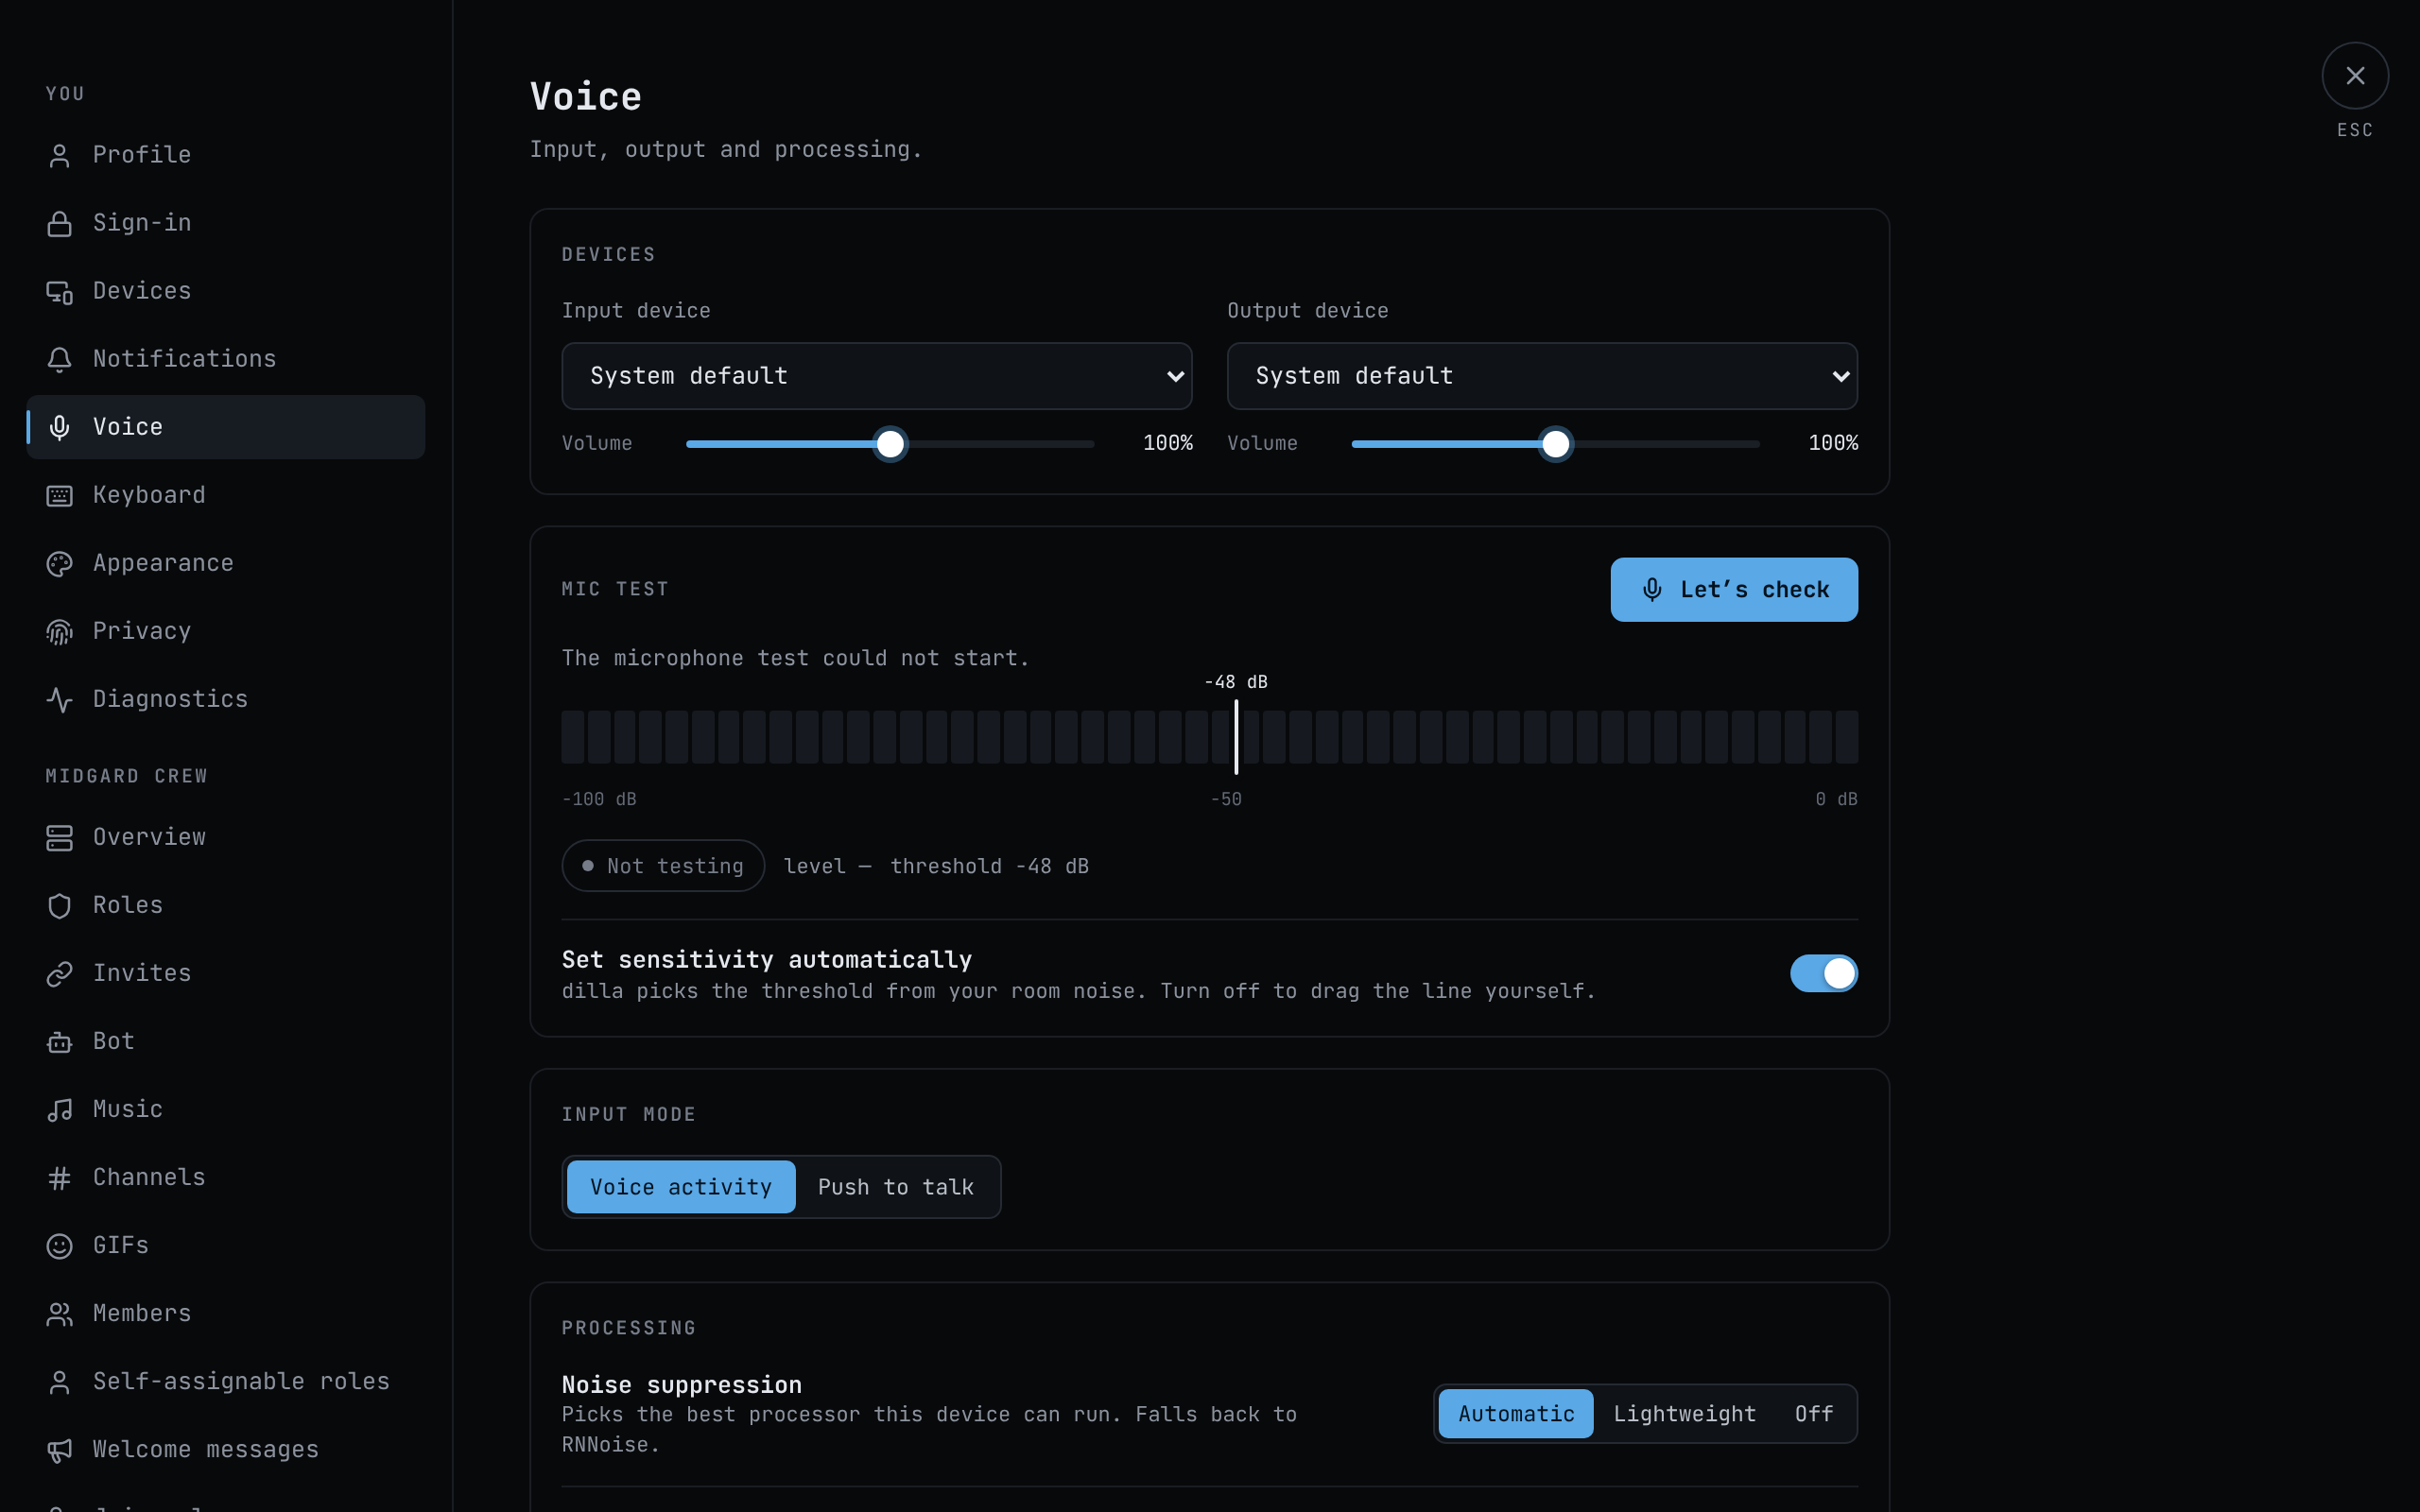 YOU
Profile
Sign-in
Devices
Notifications
Voice
Keyboard
Appearance
Privacy
Diagnostics
MIDGARD CREW
Overview
Roles
Invites
Bot
Music
Channels
GIFs
Members
Self-assignable roles
Welcome messages
Voice
Input, output and processing.
ESC
DEVICES
Input device
System default
Volume 100%
Output device
System default
Volume 100%
MIC TEST
Let’s check
The microphone test could not start.
-48 dB
-100 dB -50 0 dB
Not testing level — threshold -48 dB
Set sensitivity automatically
dilla picks the threshold from your room noise. Turn off to drag the line yourself.
INPUT MODE
Voice activity Push to talk
PROCESSING
Noise suppression
Picks the best processor this device can run. Falls back to
RNNoise.
Automatic Lightweight Off